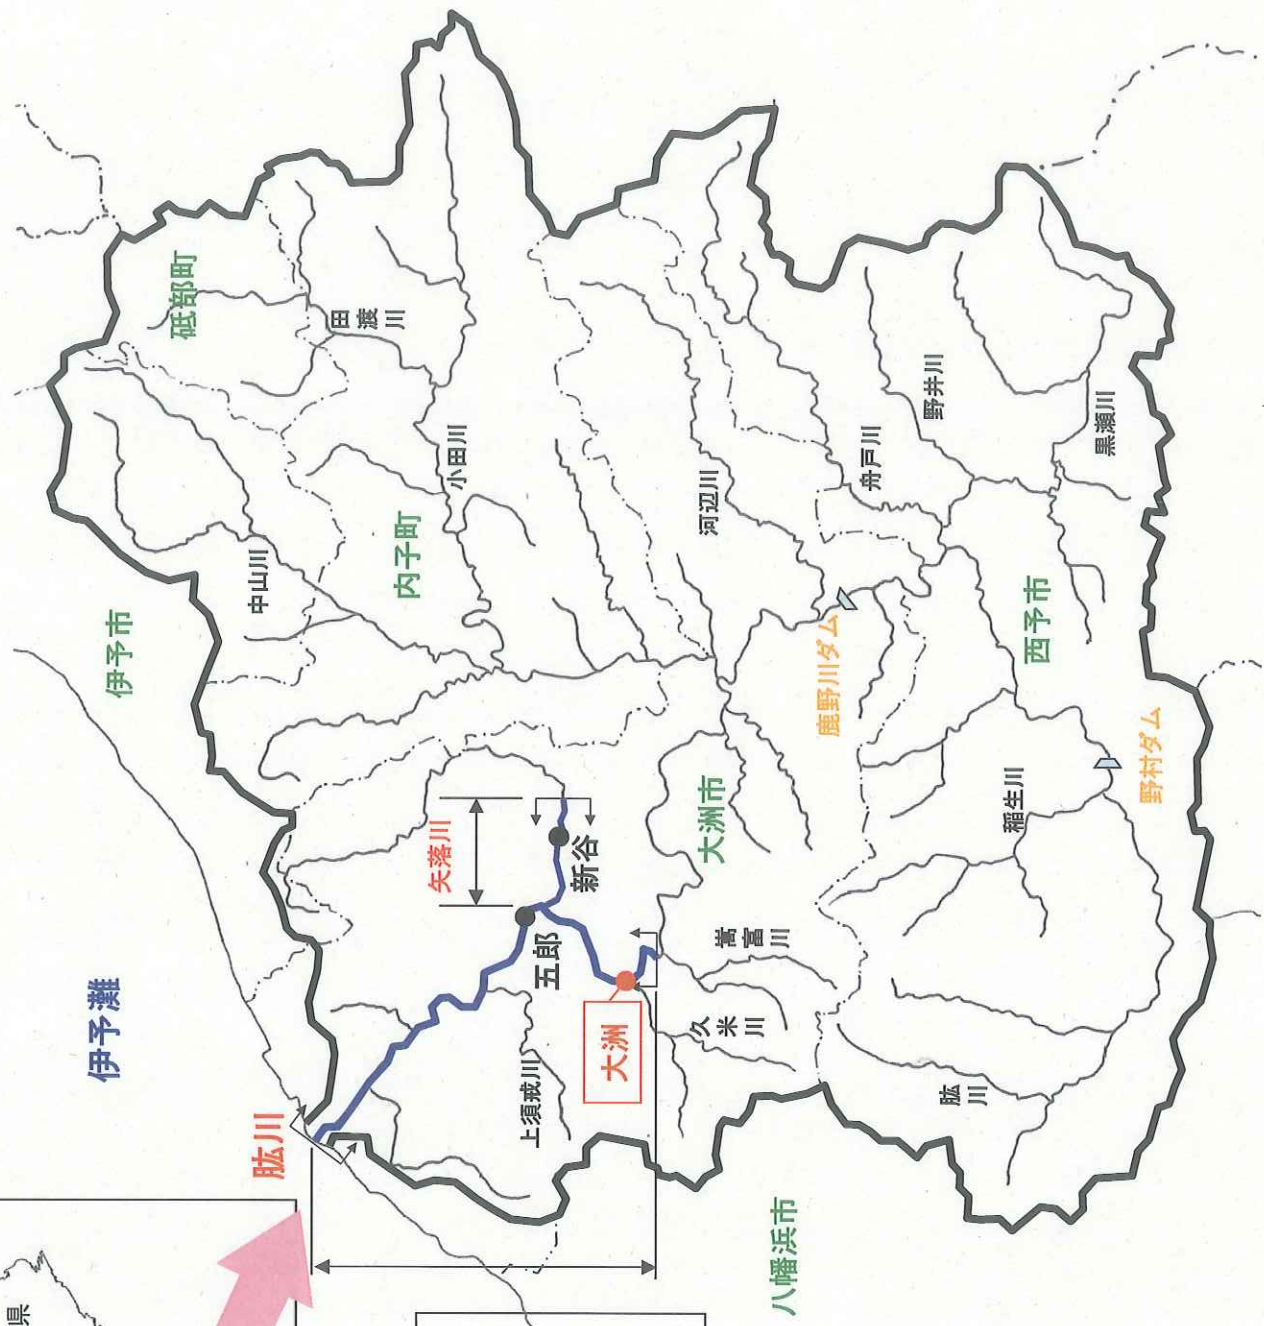 砥部町
田渡川
伊予市
中山川
内子町
小田川
河辺川
舟戸川
野井川
黒瀬川
西予市
鹿野川ダム
野村ダム
稲生川
大洲市
矢落川
新谷
五郎
大洲
嵩富川
久米川
上須戒川
肱川
伊予灘
肱川
八幡浜市
県